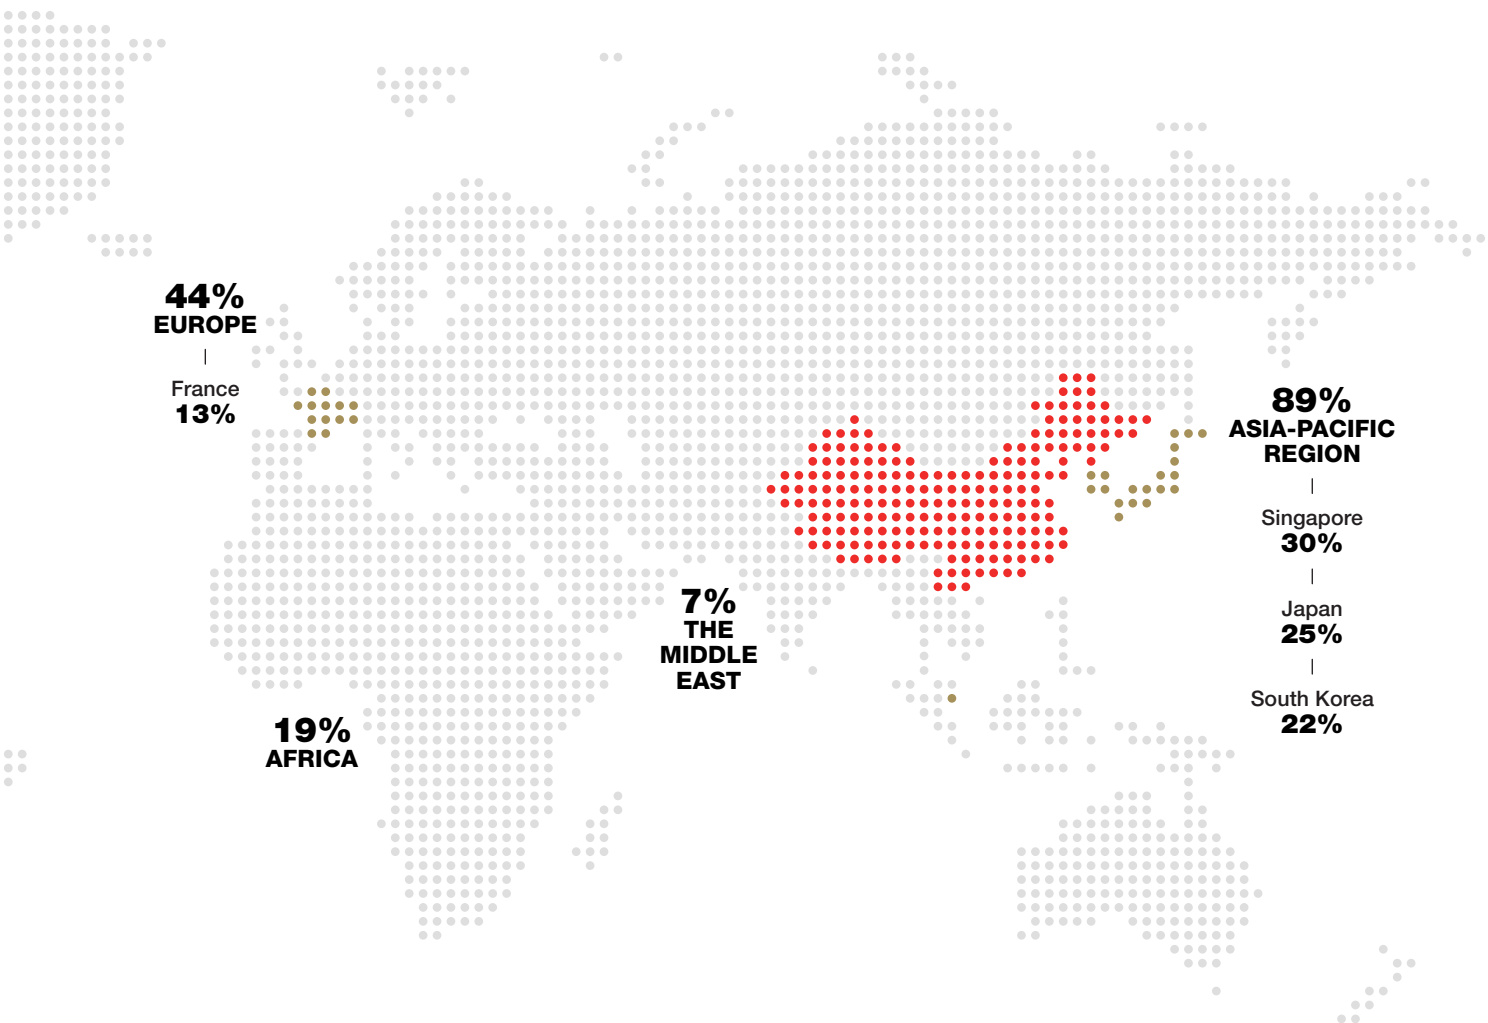 44%
EUROPE
France
13%
19%
AFRICA
7%
THE
MIDDLE
EAST
89%
ASIA-PACIFIC
REGION
Singapore
30%
Japan
25%
South Korea
22%